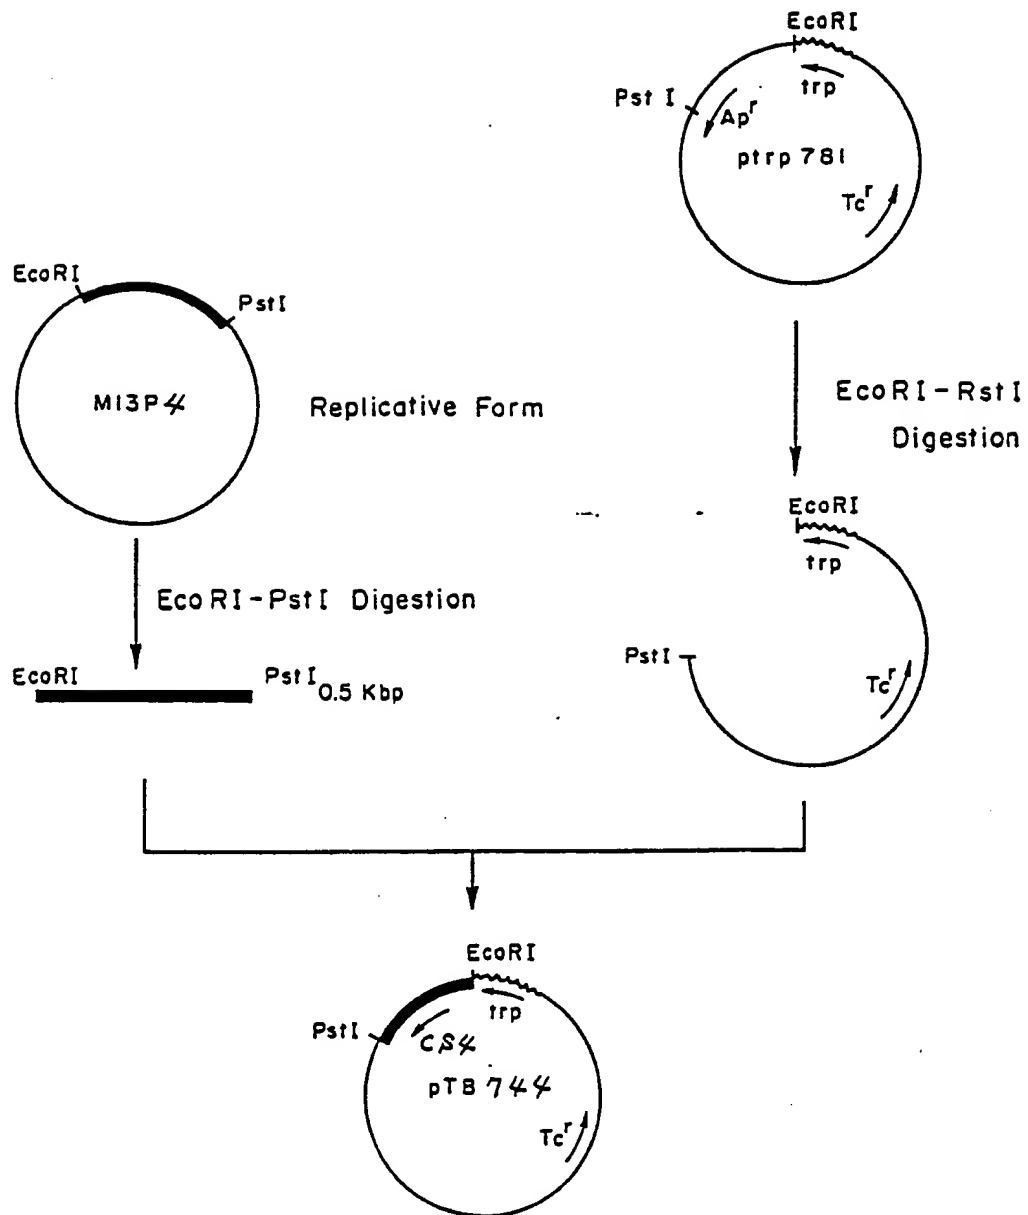 EcoRI
trp
Pst I
Apr
ptrp 781
Tcr
EcoRI
PstI
M13P4
Replicative Form
EcoRI-RstI
Digestion
EcoRI
trp
EcoRI-PstI Digestion
PstI
Tcr
EcoRI
PstI
0.5 Kbp
EcoRI
trp
PstI
CS4
pTB 744
Tcr